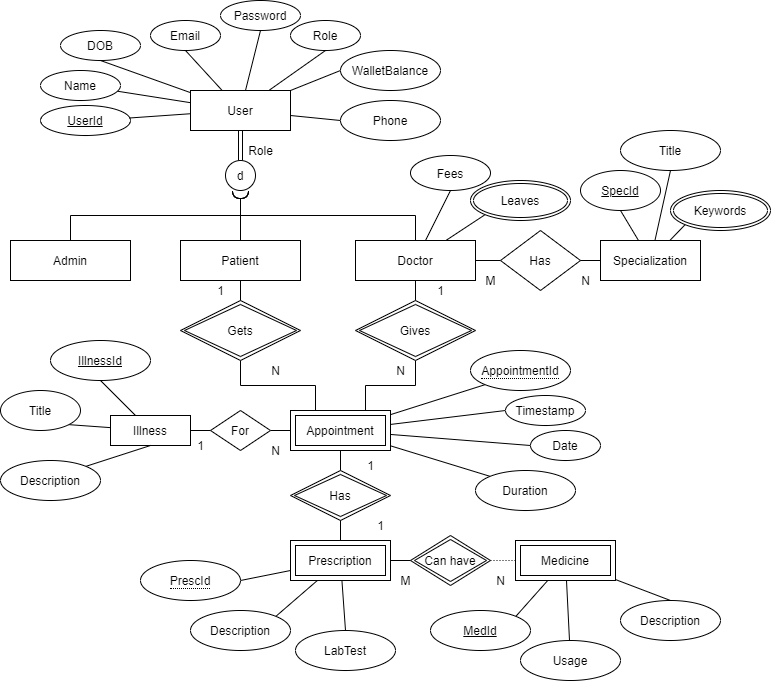 Password
Email
Role
DOB
WalletBalance
Name
User
UserId
Phone
Role
d
Fees
Title
SpecId
Leaves
Keywords
Admin
Patient
Doctor
Has
Specialization
M
N
1
1
Gets
Gives
N
N
IllnessId
AppointmentId
Title
Timestamp
Illness
For
Appointment
1
N
Date
1
Description
Duration
Has
1
Prescription
Can have
Medicine
PrescId
M
N
Description
LabTest
MedId
Description
Usage